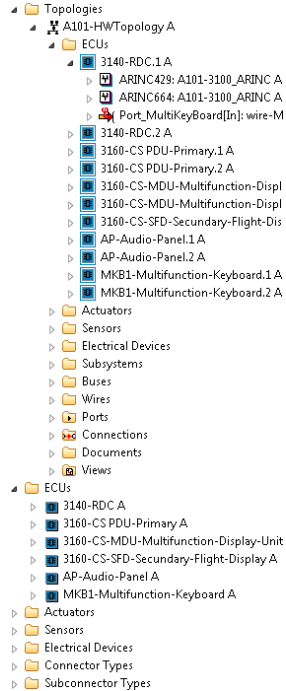 Topologies
A101-HWTopology A
ECUs
3140-RDC.1 A
ARINC429: A101-3100_ARINC A
ARINC664: A101-3100_ARINC A
Port_MultiKeyBoard[In]: wire-M
3140-RDC.2 A
3160-CS PDU-Primary.1 A
3160-CS PDU-Primary.2 A
3160-CS-MDU-Multifunction-Displ
3160-CS-MDU-Multifunction-Displ
3160-CS-SFD-Secundary-Flight-Dis
AP-Audio-Panel.1 A
AP-Audio-Panel.2 A
MKB1-Multifunction-Keyboard.1 A
MKB1-Multifunction-Keyboard.2 A
Actuators
Sensors
Electrical Devices
Subsystems
Buses
Wires
Ports
Connections
Documents
Views
ECUs
3140-RDC A
3160-CS PDU-Primary A
3160-CS-MDU-Multifunction-Display-Unit
3160-CS-SFD-Secundary-Flight-Display A
AP-Audio-Panel A
MKB1-Multifunction-Keyboard A
Actuators
Sensors
Electrical Devices
Connector Types
Subconnector Types